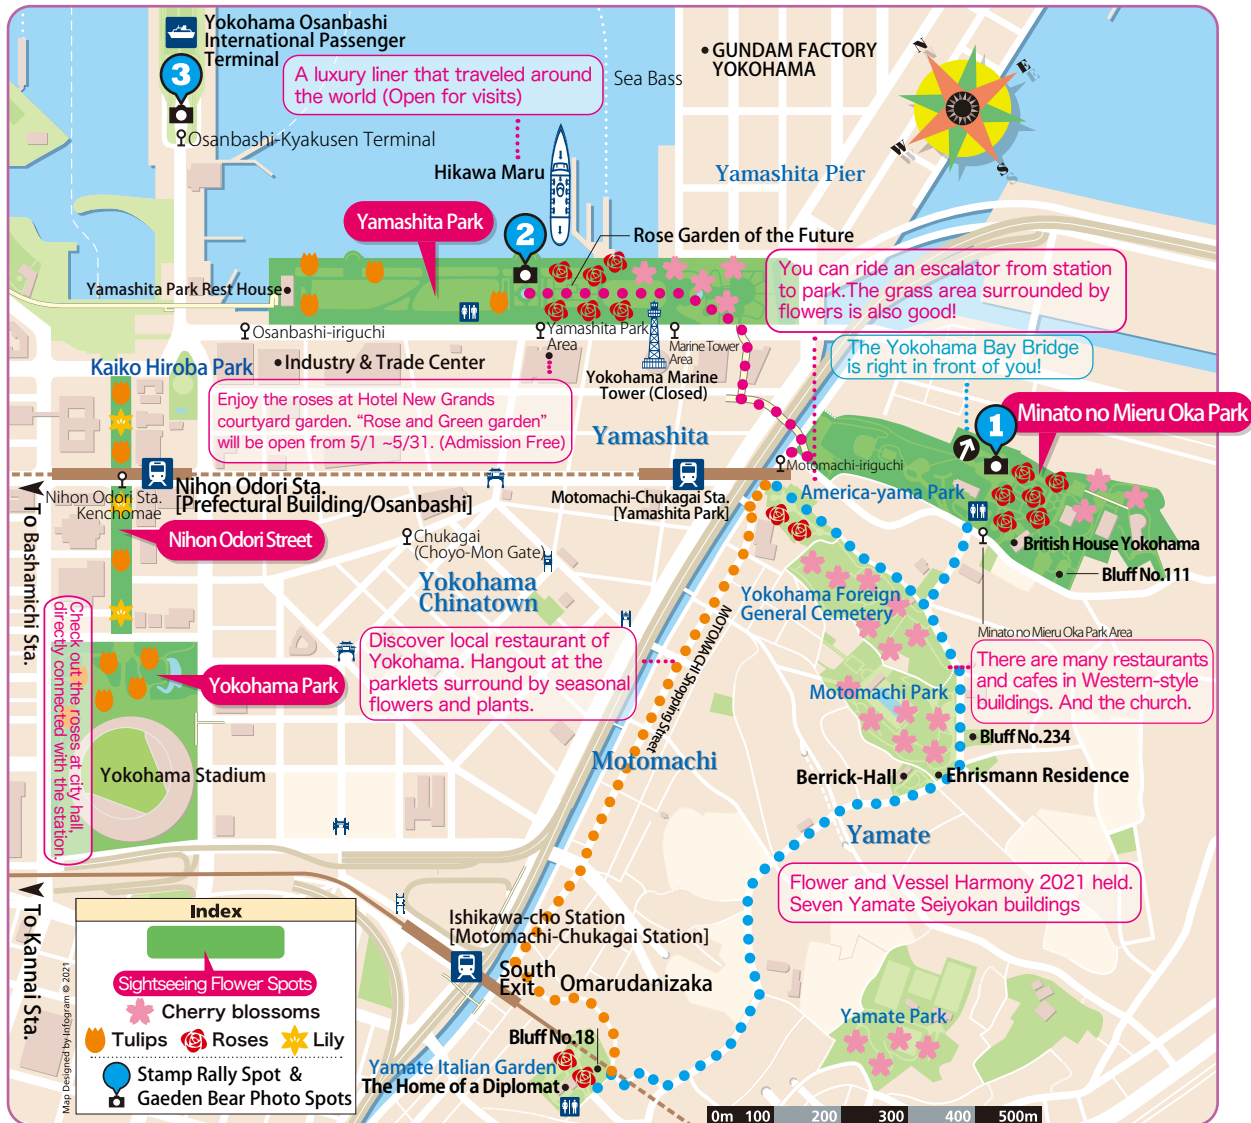 Yokohama Osanbashi
International Passenger
Terminal
3
A luxury liner that traveled around
the world (Open for visits)
Sea Bass
GUNDAM FACTORY
YOKOHAMA
N
E
W
S
Osanbashi-Kyakusen Terminal
Hikawa Maru
Yamashita Pier
Yamashita Park
2
Rose Garden of the Future
Yamashita Park Rest House
You can ride an escalator from station
to park.The grass area surrounded by
flowers is also good!
Osanbashi-iriguchi
Yamashita Park
Area
Marine Tower
Area
The Yokohama Bay Bridge
is right in front of you!
Kaiko Hiroba Park
Industry & Trade Center
Yokohama Marine
Tower (Closed)
Enjoy the roses at Hotel New Grands
courtyard garden. “Rose and Green garden”
will be open from 5/1 ~5/31. (Admission Free)
Yamashita
1
Minato no Mieru Oka Park
Motomachi-iriguchi
Nihon Odori Sta.
[Prefectural Building/Osanbashi]
Nihon Odori Sta.
Kenchomae
Motomachi-Chukagai Sta.
[Yamashita Park]
America-yama Park
To Bashamichi Sta.
Nihon Odori Street
Chukagai
(Choyo-Mon Gate)
British House Yokohama
Bluff No.111
Yokohama
Chinatown
Yokohama Foreign
General Cemetery
Minato no Mieru Oka Park Area
MOTOMACHI Shopping Street
Discover local restaurant of
Yokohama. Hangout at the
parklets surround by seasonal
flowers and plants.
There are many restaurants
and cafes in Western-style
buildings. And the church.
Check out the roses at city hall,
directly connected with the station.
Yokohama Park
Motomachi Park
Bluff No.234
Yokohama Stadium
Motomachi
Berrick-Hall
Ehrismann Residence
Yamate
Flower and Vessel Harmony 2021 held.
Seven Yamate Seiyokan buildings
To Kannai Sta.
Index
Sightseeing Flower Spots
Cherry blossoms
Tulips
Roses
Lily
Stamp Rally Spot &
Gaeden Bear Photo Spots
Map Designed by Infogram © 2021
Ishikawa-cho Station
[Motomachi-Chukagai Station]
South
Exit
Omarudanizaka
Yamate Park
Bluff No.18
Yamate Italian Garden
The Home of a Diplomat
0m 100 200 300 400 500m